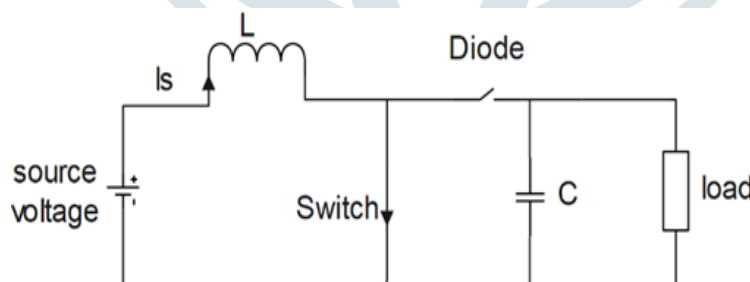 L
Diode
Is
source
voltage
+
-
Switch
C
load